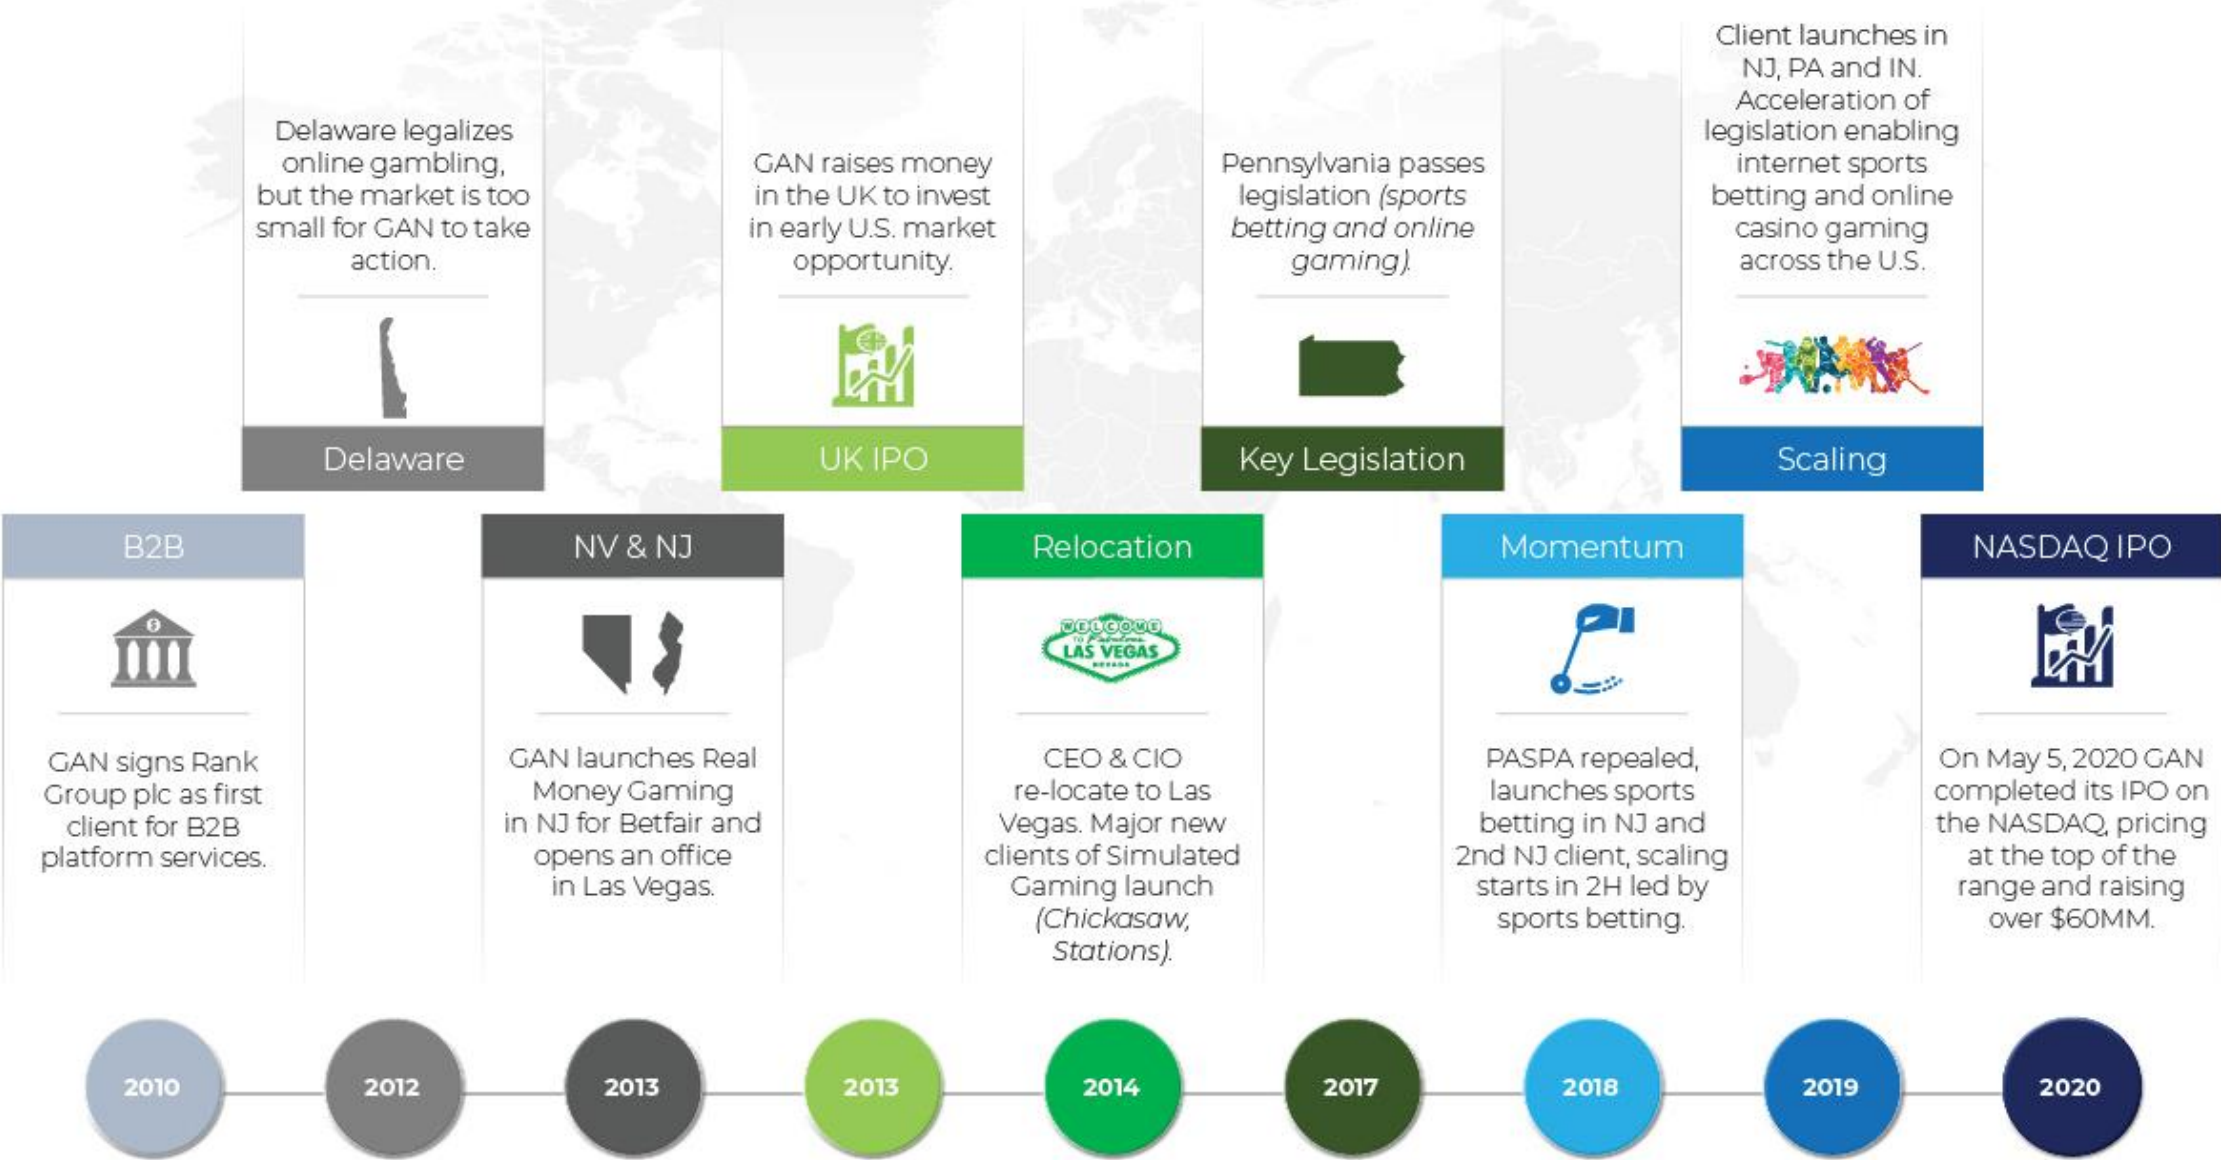 Delaware legalizes
online gambling,
but the market is too
small for GAN to take
action.
Delaware
GAN raises money
in the UK to invest
in early U.S. market
opportunity.
UK IPO
Pennsylvania passes
legislation (sports
betting and online
gaming).
Key Legislation
Client launches in
NJ, PA and IN.
Acceleration of
legislation enabling
internet sports
betting and online
casino gaming
across the U.S.
Scaling
B2B
GAN signs Rank
Group plc as first
client for B2B
platform services.
NV & NJ
GAN launches Real
Money Gaming
in NJ for Betfair and
opens an office
in Las Vegas.
Relocation
WELCOME
TO Fabulous
LAS VEGAS
NEVADA
CEO & CIO
re-locate to Las
Vegas. Major new
clients of Simulated
Gaming launch
(Chickasaw,
Stations).
Momentum
PASPA repealed,
launches sports
betting in NJ and
2nd NJ client, scaling
starts in 2H led by
sports betting.
NASDAQ IPO
On May 5, 2020 GAN
completed its IPO on
the NASDAQ, pricing
at the top of the
range and raising
over $60MM.
2010
2012
2013
2013
2014
2017
2018
2019
2020